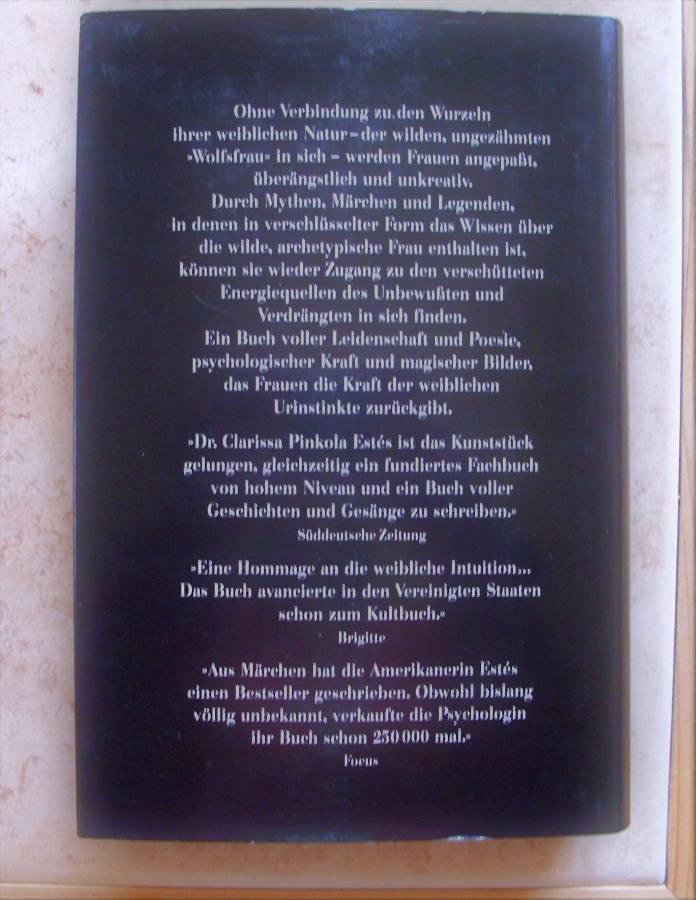 Ohne Verbindung zu den Wurzeln
ihrer weiblichen Natur – der wilden, ungezähmten
»Wolfsfrau« in sich – werden Frauen angepaßt,
überängstlich und unkreativ.
Durch Mythen, Märchen und Legenden,
in denen in verschlüsselter Form das Wissen über
die wilde, archetypische Frau enthalten ist,
können sie wieder Zugang zu den verschütteten
Energiequellen des Unbewußten und
Verdrängten in sich finden.
Ein Buch voller Leidenschaft und Poesie,
psychologischer Kraft und magischer Bilder,
das Frauen die Kraft der weiblichen
Urinstinkte zurückgibt.
»Dr. Clarissa Pinkola Estés ist das Kunststück
gelungen, gleichzeitig ein fundiertes Fachbuch
von hohem Niveau und ein Buch voller
Geschichten und Gesänge zu schreiben.«
Süddeutsche Zeitung
»Eine Hommage an die weibliche Intuition...
Das Buch avancierte in den Vereinigten Staaten
schon zum Kultbuch.«
Brigitte
»Aus Märchen hat die Amerikanerin Estés
einen Bestseller geschrieben. Obwohl bislang
völlig unbekannt, verkaufte die Psychologin
ihr Buch schon 250 000 mal.«
Focus